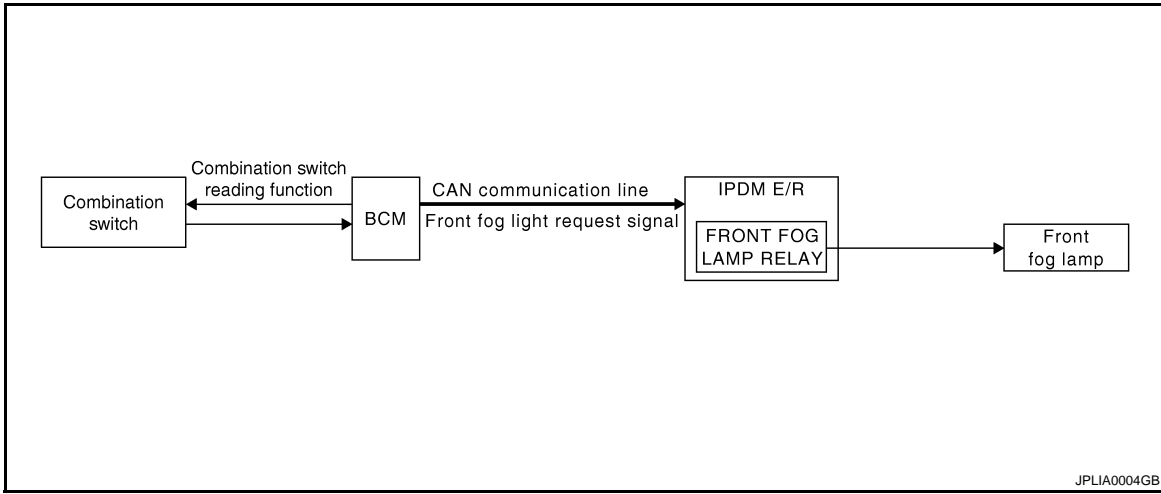 Combination switch
reading function
Combination
switch
BCM
CAN communication line
Front fog light request signal
IPDM E/R
FRONT FOG
LAMP RELAY
Front
fog lamp
JPLIA0004GB